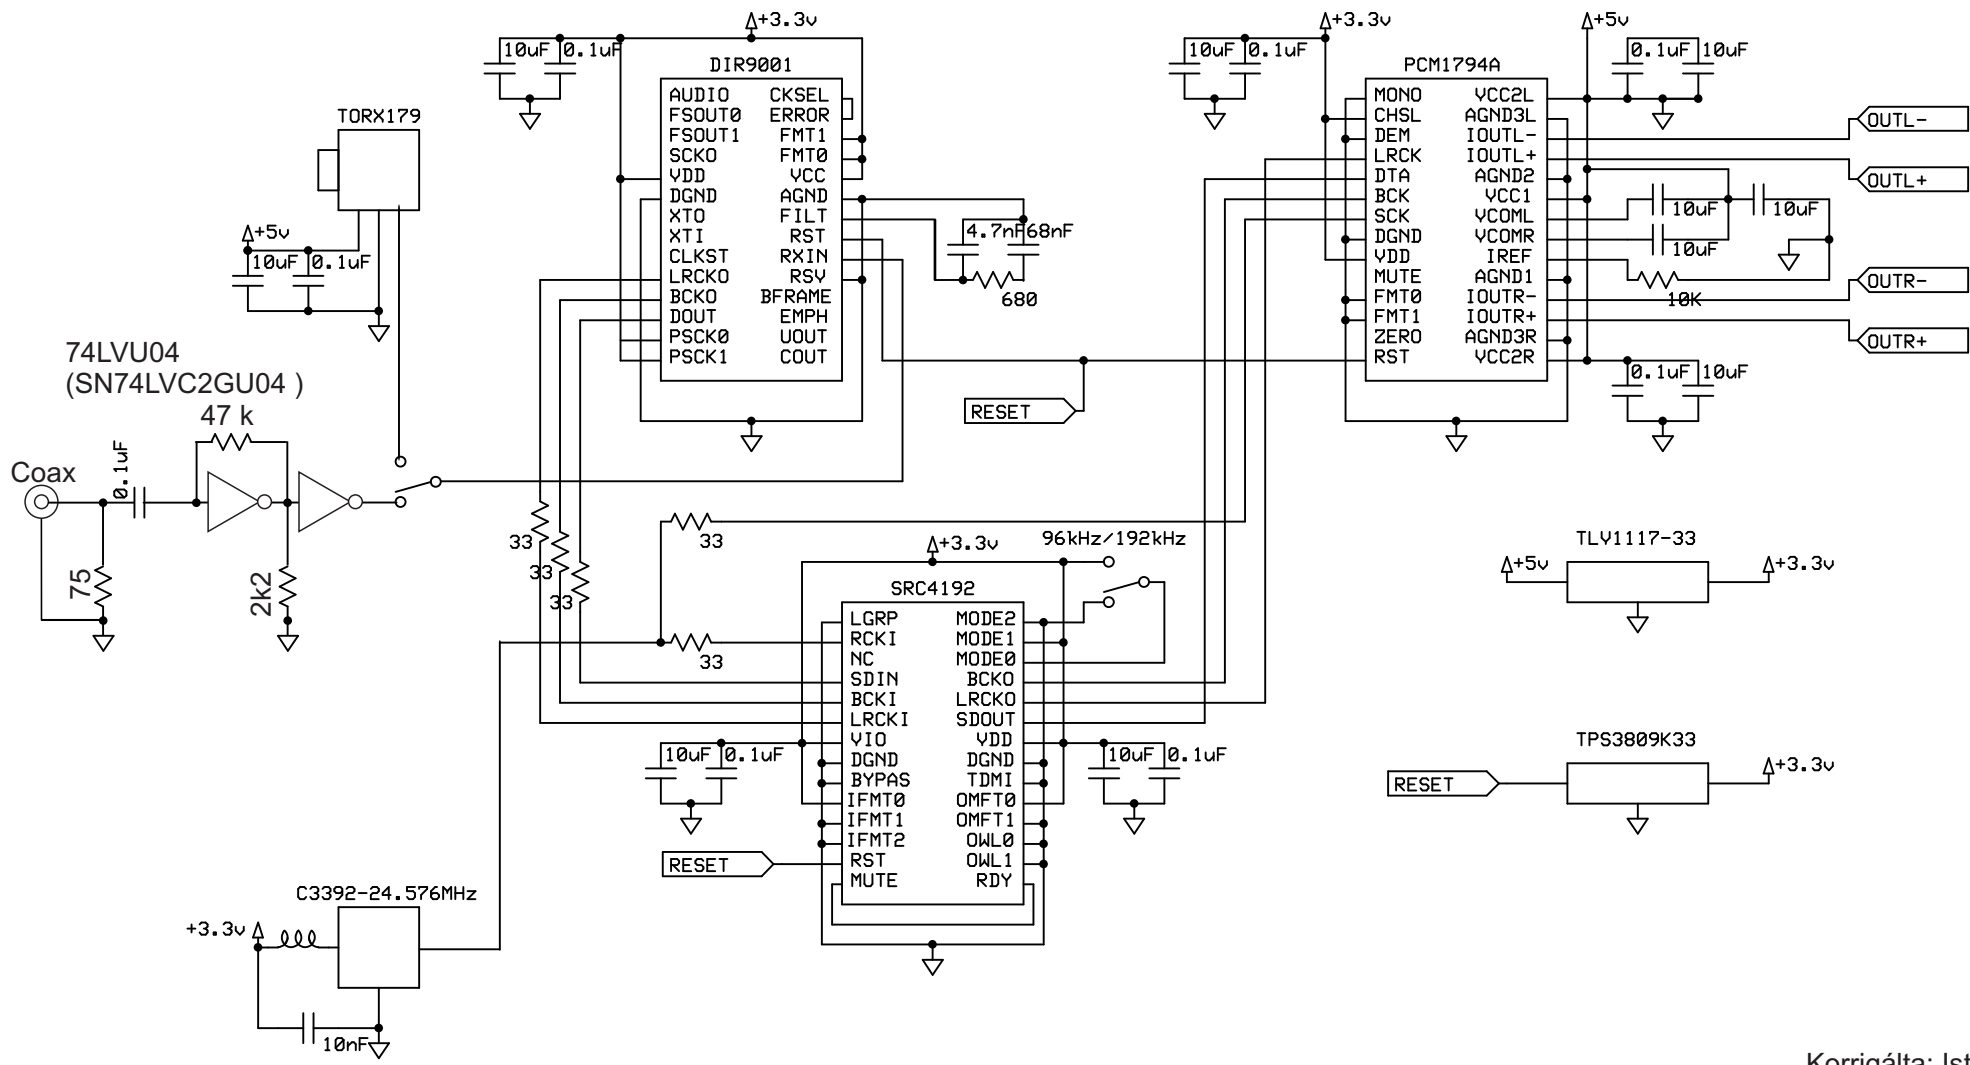 +3.3v
10uF 0.1uF
DIR9001
AUDIO CKSEL
FSOUT0 ERROR
FSOUT1 FMT1
SCKO FMT0
VDD VCC
DGND AGND
XTO FILT
XTI RST
CLKST RXIN
LRCKO RSV
BCKO BFRAME
DOUT EMPH
PSCK0 UOUT
PSCK1 COUT
4.7nF 68nF
680
+3.3v
10uF 0.1uF
+5v
0.1uF 10uF
PCM1794A
MONO VCC2L
CHSL AGND3L
DEM IOUTL-
LRCK IOUTL+
DTA AGND2
BCK VCC1
SCK VCOML
DGND VCOMR
VDD IREF
MUTE AGND1
FMT0 IOUTR-
FMT1 IOUTR+
ZERO AGND3R
RST VCC2R
OUTL-
OUTL+
10uF 10uF
10uF
10K
OUTR-
OUTR+
0.1uF 10uF
RESET
TORX179
+5v
10uF 0.1uF
74LVU04
(SN74LVC2GU04 )
47 k
Coax
0.1uF
75
2k2
33
33
33
33
33
+3.3v
96kHz/192kHz
SRC4192
LGRP MODE2
RCKI MODE1
NC MODE0
SDIN BCKO
BCKI LRCKO
LRCKI SDOUT
VIO VDD
DGND DGND
BYPAS TDMI
IFMT0 OMFT0
IFMT1 OMFT1
IFMT2 OWL0
RST OWL1
MUTE RDY
10uF 0.1uF
10uF 0.1uF
RESET
TLV1117-33
+5v +3.3v
TPS3809K33
RESET +3.3v
C3392-24.576MHz
+3.3v
10nF
Korrigálta: Ist